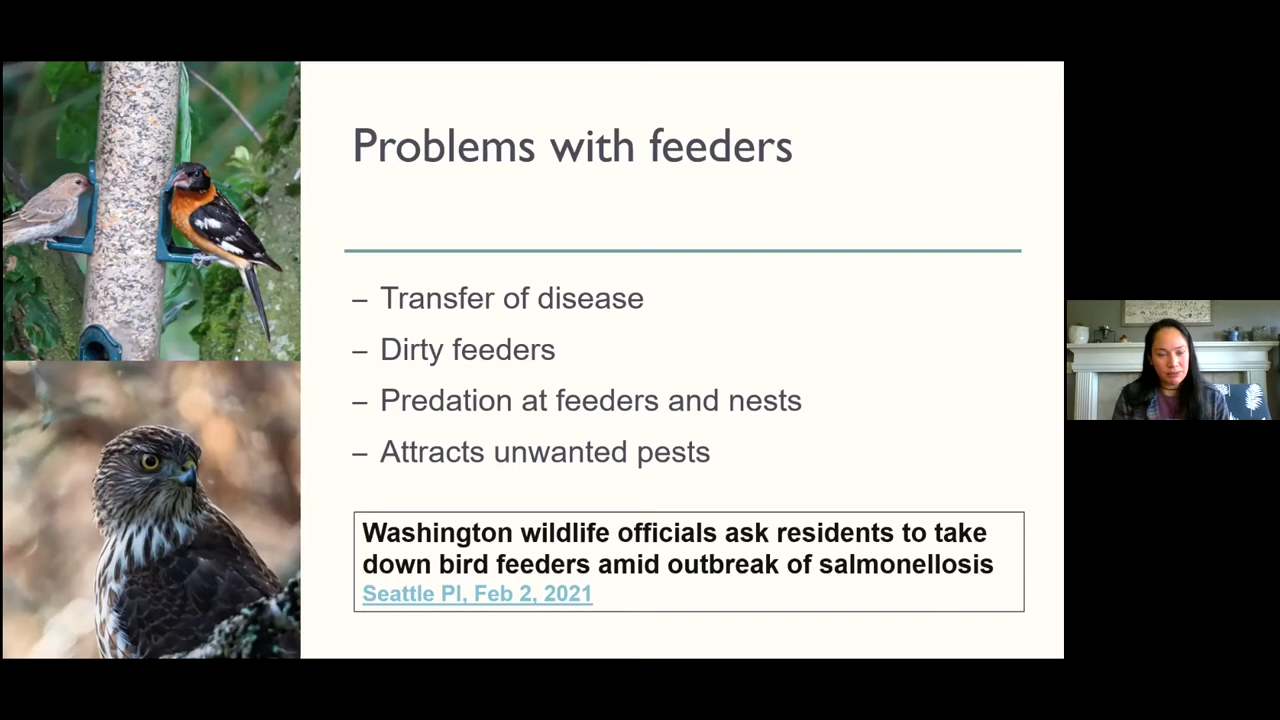 Problems with feeders
– Transfer of disease
– Dirty feeders
– Predation at feeders and nests
– Attracts unwanted pests
Washington wildlife officials ask residents to take
down bird feeders amid outbreak of salmonellosis
Seattle PI, Feb 2, 2021